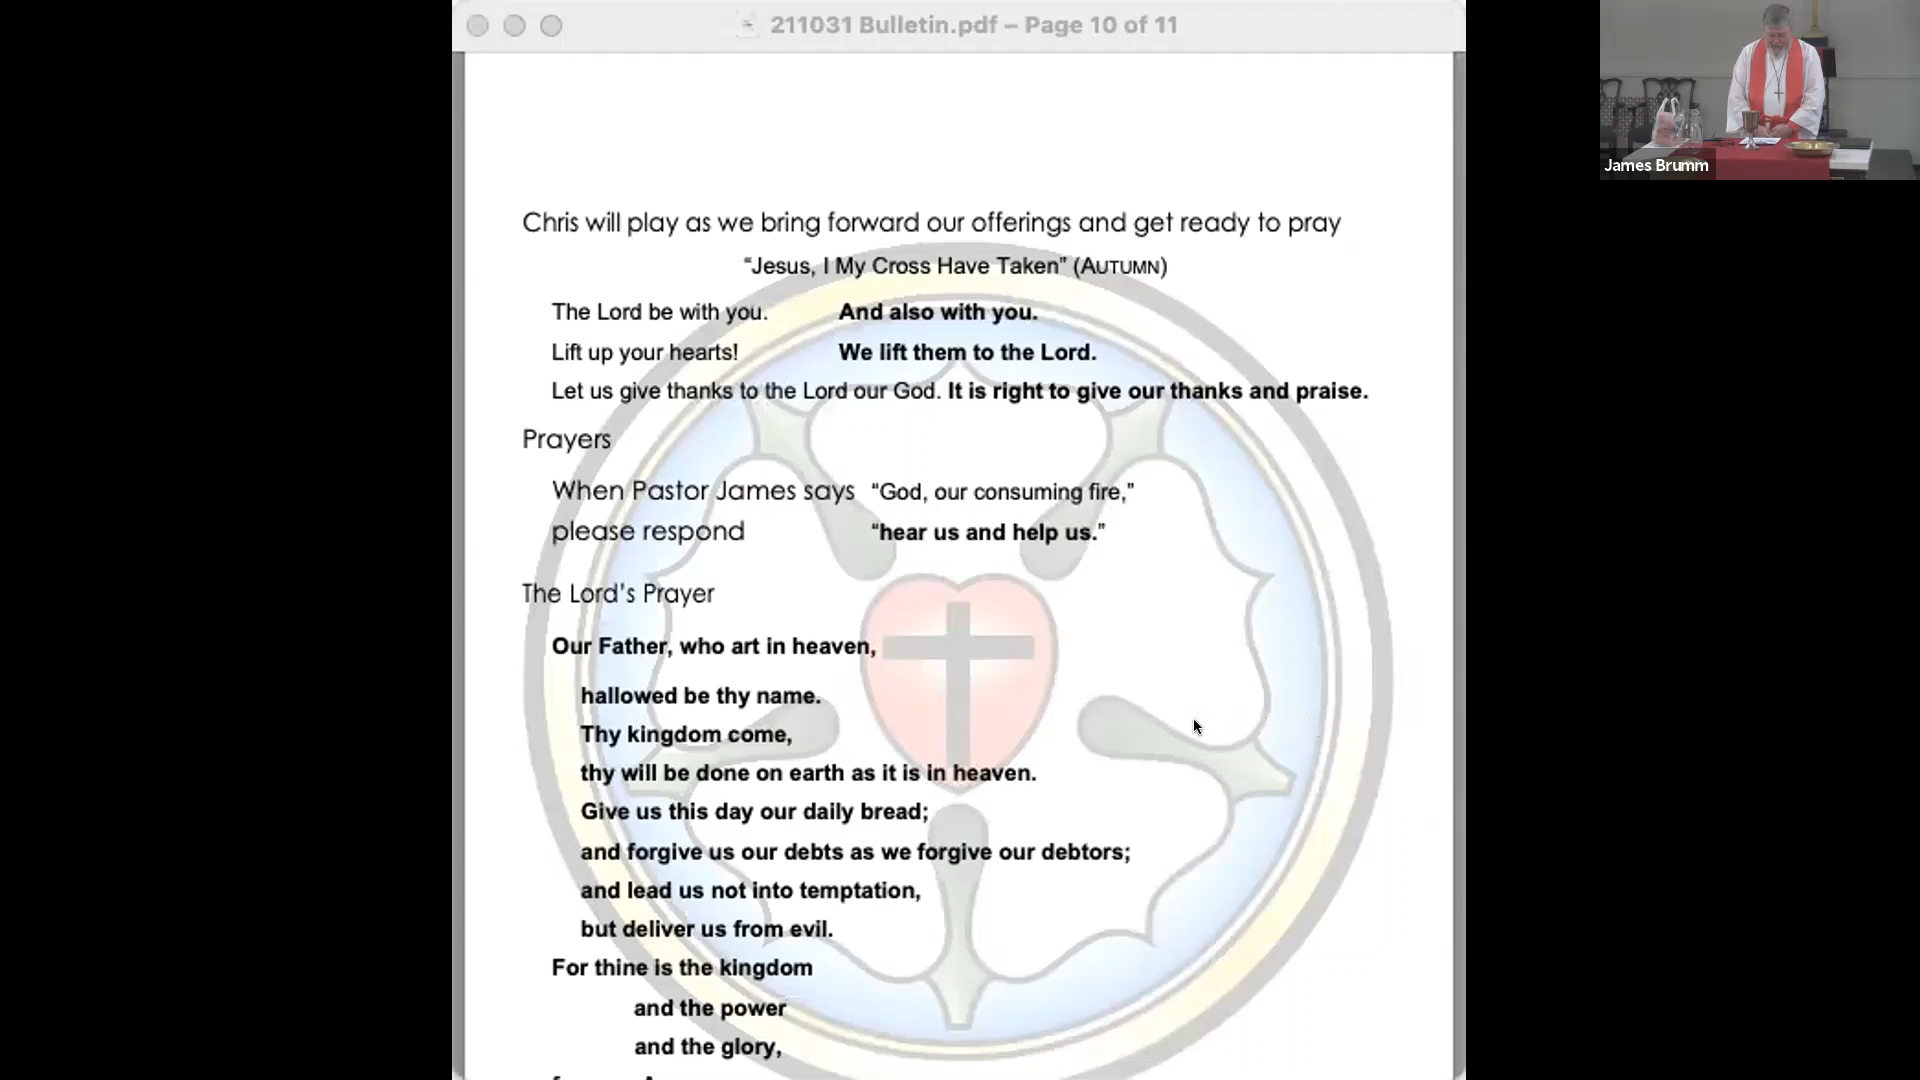 211031 Bulletin.pdf – Page 10 of 11
James Brumm
Chris will play as we bring forward our offerings and get ready to pray
“Jesus, I My Cross Have Taken” (AUTUMN)
The Lord be with you. And also with you.
Lift up your hearts! We lift them to the Lord.
Let us give thanks to the Lord our God. It is right to give our thanks and praise.
Prayers
When Pastor James says “God, our consuming fire,”
please respond “hear us and help us.”
The Lord’s Prayer
Our Father, who art in heaven,
hallowed be thy name.
Thy kingdom come,
thy will be done on earth as it is in heaven.
Give us this day our daily bread;
and forgive us our debts as we forgive our debtors;
and lead us not into temptation,
but deliver us from evil.
For thine is the kingdom
and the power
and the glory,